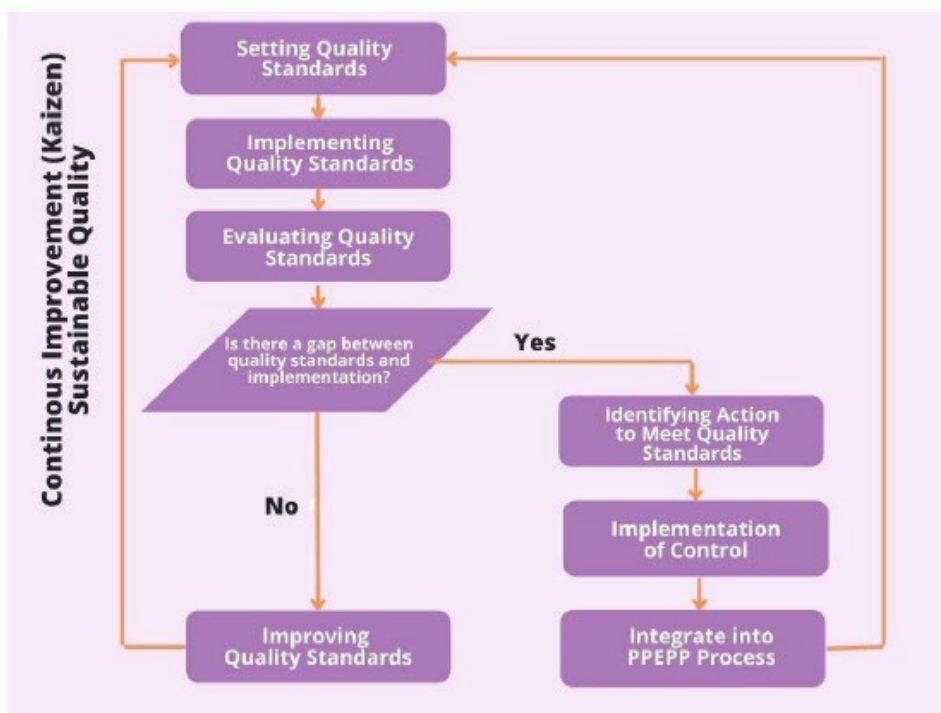 Continous Improvement (Kaizen)
Sustainable Quality
Setting Quality
Standards
Implementing
Quality Standards
Evaluating Quality
Standards
Is there a gap between
quality standards and
implementation?
Yes
No
Identifying Action
to Meet Quality
Standards
Implementation
of Control
Integrate into
PPEPP Process
Improving
Quality Standards